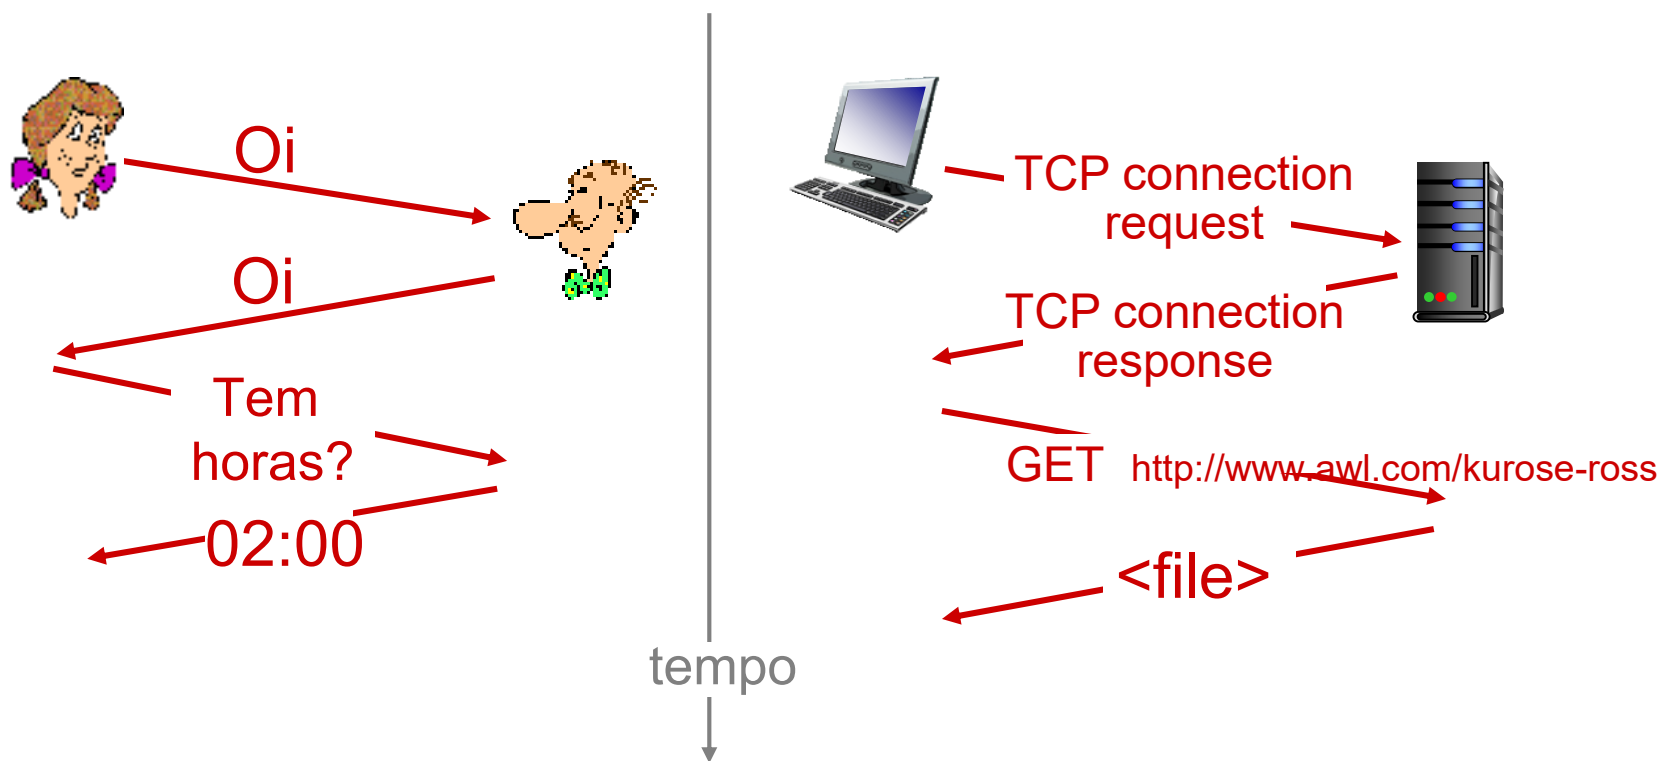 Oi
Oi
Tem
horas?
02:00
TCP connection
request
TCP connection
response
GET http://www.awl.com/kurose-ross
<file>
tempo